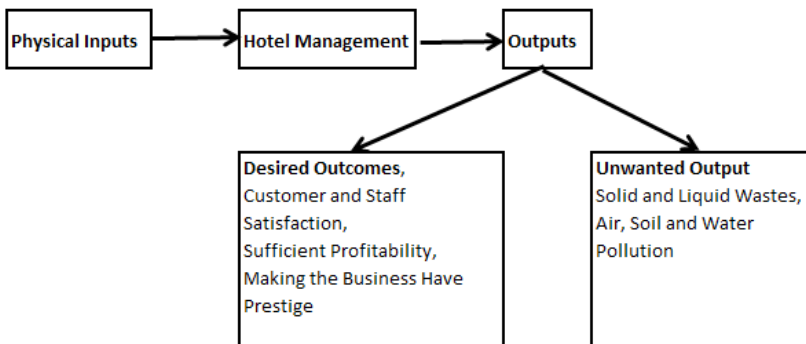 Physical Inputs
Hotel Management
Outputs
Desired Outcomes,
Customer and Staff
Satisfaction,
Sufficient Profitability,
Making the Business Have
Prestige
Unwanted Output
Solid and Liquid Wastes,
Air, Soil and Water
Pollution